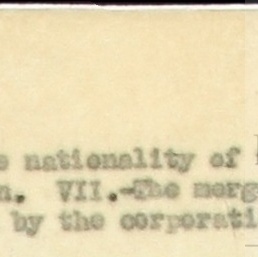 e nationality of
n. VII.-The merg
by the corporati